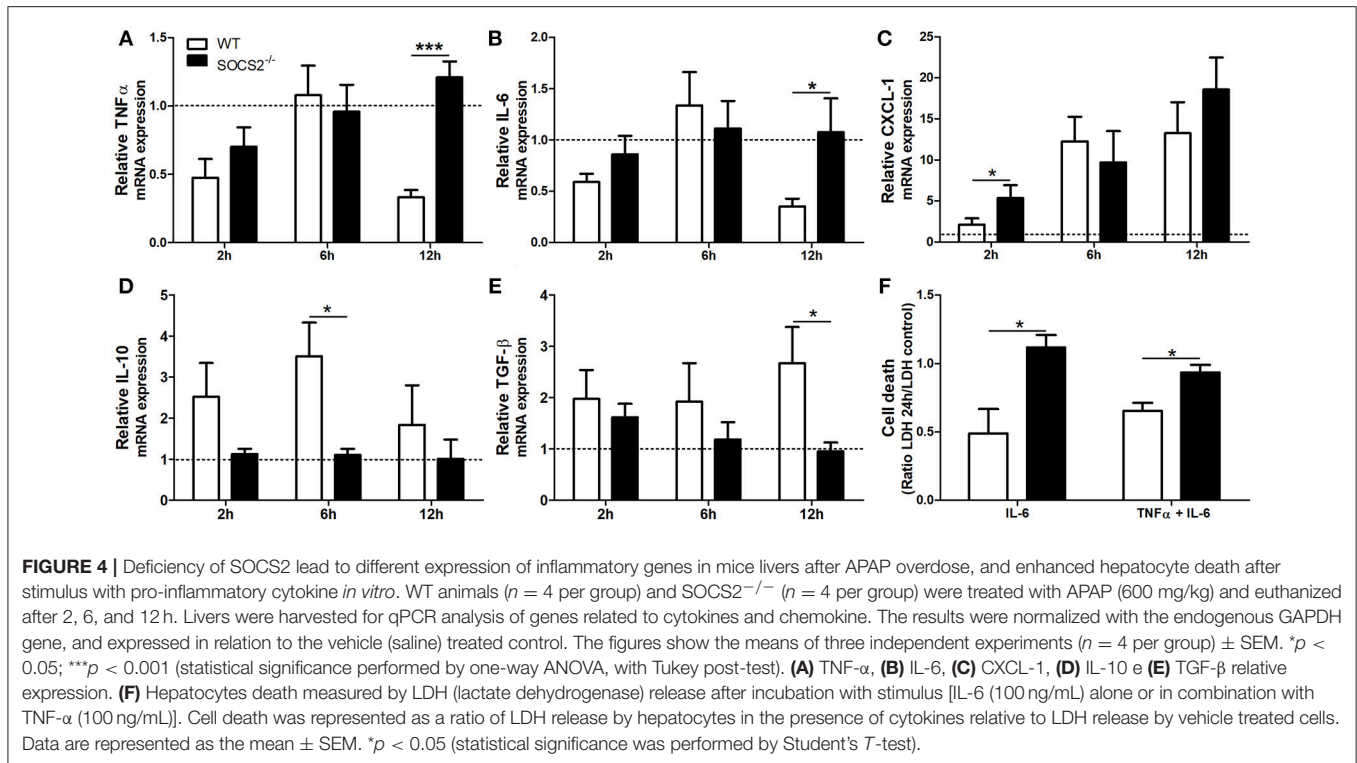 A
WT
SOCS2-/-
Relative TNFα
mRNA expression
1.5
1.0
0.5
0.0
***
2h
6h
12h
B
Relative IL-6
mRNA expression
2.0
1.5
1.0
0.5
0.0
*
2h
6h
12h
C
Relative CXCL-1
mRNA expression
25
20
15
10
5
0
*
2h
6h
12h
D
Relative IL-10
mRNA expression
5
4
3
2
1
0
*
2h
6h
12h
E
Relative TGF-β
mRNA expression
4
3
2
1
0
*
2h
6h
12h
F
Cell death
(Ratio LDH 24h/LDH control)
1.5
1.0
0.5
0.0
*
*
IL-6
TNFα + IL-6
FIGURE 4 | Deficiency of SOCS2 lead to different expression of inflammatory genes in mice livers after APAP overdose, and enhanced hepatocyte death after
stimulus with pro-inflammatory cytokine in vitro. WT animals (n = 4 per group) and SOCS2−/− (n = 4 per group) were treated with APAP (600 mg/kg) and euthanized
after 2, 6, and 12 h. Livers were harvested for qPCR analysis of genes related to cytokines and chemokine. The results were normalized with the endogenous GAPDH
gene, and expressed in relation to the vehicle (saline) treated control. The figures show the means of three independent experiments (n = 4 per group) ± SEM. *p <
0.05; ***p < 0.001 (statistical significance performed by one-way ANOVA, with Tukey post-test). (A) TNF-α, (B) IL-6, (C) CXCL-1, (D) IL-10 e (E) TGF-β relative
expression. (F) Hepatocytes death measured by LDH (lactate dehydrogenase) release after incubation with stimulus [IL-6 (100 ng/mL) alone or in combination with
TNF-α (100 ng/mL)]. Cell death was represented as a ratio of LDH release by hepatocytes in the presence of cytokines relative to LDH release by vehicle treated cells.
Data are represented as the mean ± SEM. *p < 0.05 (statistical significance was performed by Student's T-test).